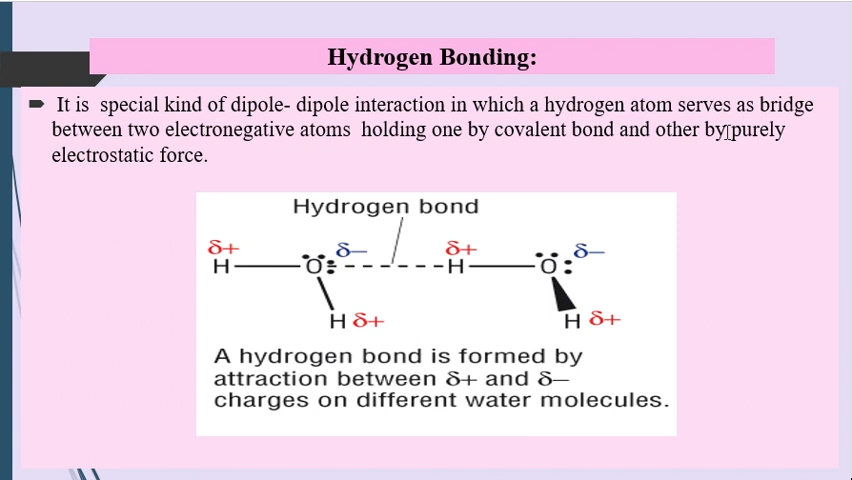 Hydrogen Bonding:
It is special kind of dipole- dipole interaction in which a hydrogen atom serves as bridge
between two electronegative atoms holding one by covalent bond and other by purely
electrostatic force.
Hydrogen bond
δ+ δ– δ+ δ–
H O H O
H δ+ H δ+
A hydrogen bond is formed by
attraction between δ+ and δ–
charges on different water molecules.